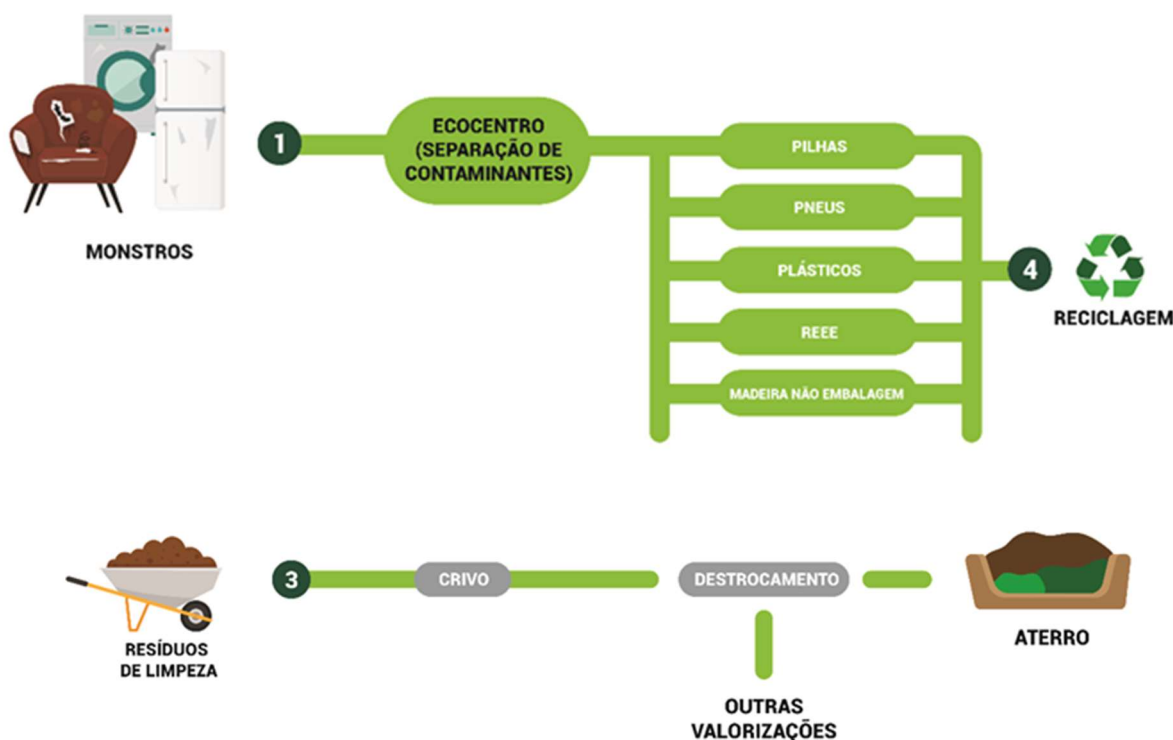 MONSTROS
1
ECOCENTRO
(SEPARAÇÃO DE
CONTAMINANTES)
PILHAS
PNEUS
PLÁSTICOS
REEE
MADEIRA NÃO EMBALAGEM
4
RECICLAGEM
RESÍDUOS
DE LIMPEZA
3
CRIVO
DESTROCAMENTO
ATERRO
OUTRAS
VALORIZAÇÕES